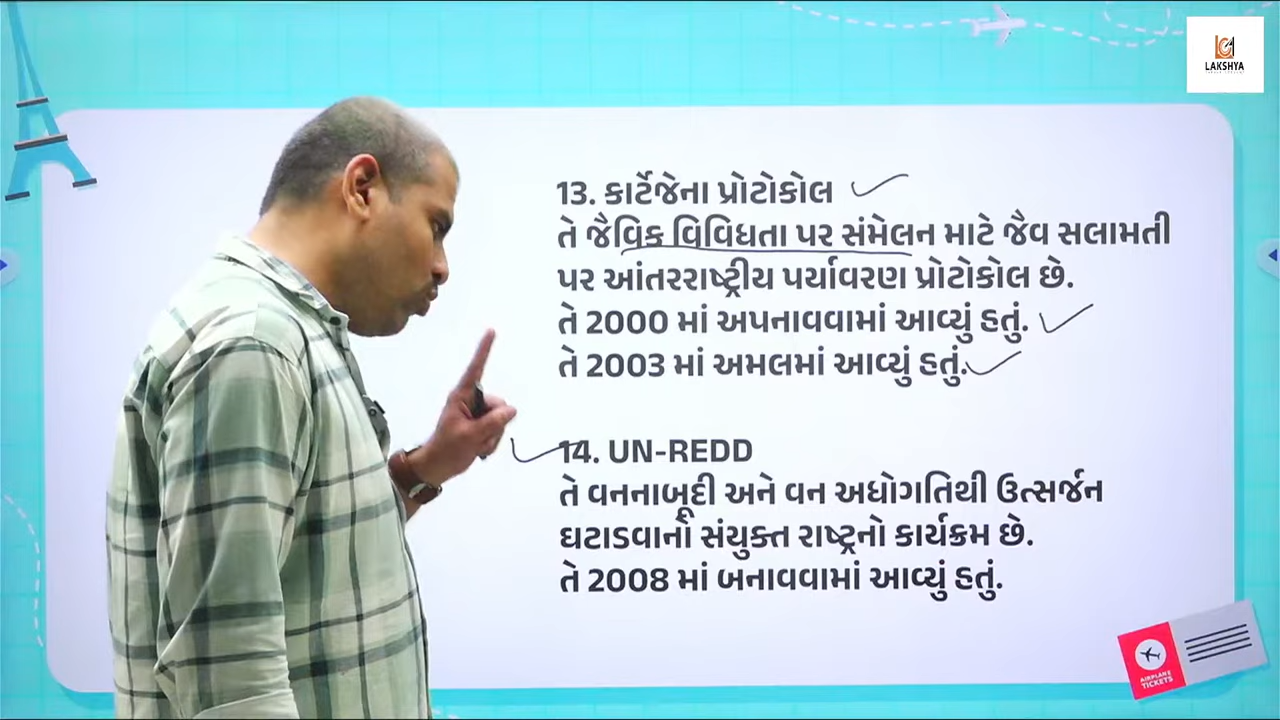 LAKSHYA
13. કાર્ટેજેના પ્રોટોકોલ
તે જૈવિક વિવિધતા પર સંમેલન માટે જૈવ સલામતી
પર આંતરરાષ્ટ્રીય પર્યાવરણ પ્રોટોકોલ છે.
તે 2000 માં અપનાવવામાં આવ્યું હતું.
તે 2003 માં અમલમાં આવ્યું હતું.
14. UN-REDD
તે વનનાબૂદી અને વન અધોગતિથી ઉત્સર્જન
ઘટાડવાનો સંયુક્ત રાષ્ટ્રનો કાર્યક્રમ છે.
તે 2008 માં બનાવવામાં આવ્યું હતું.
AIRPLANE
TICKETS